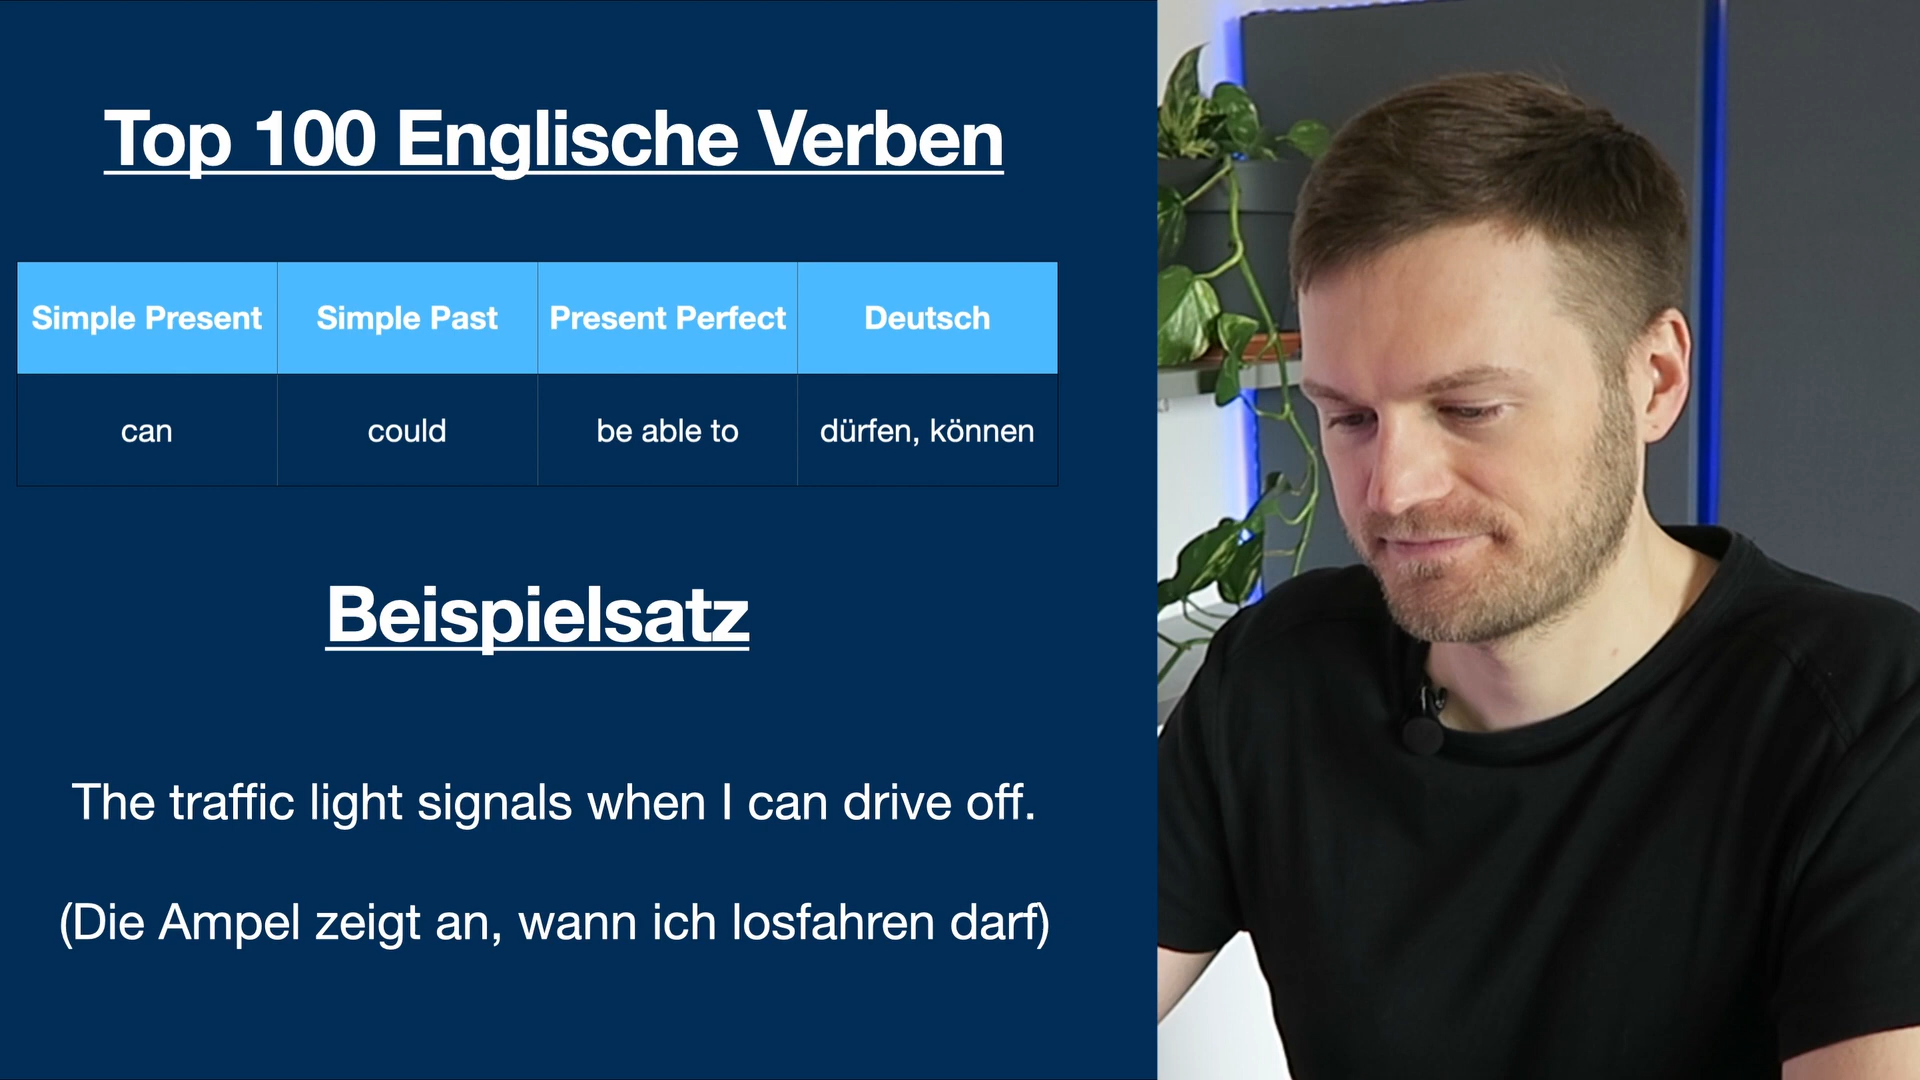 Top 100 Englische Verben
Simple Present Simple Past Present Perfect Deutsch
can could be able to dürfen, können
Beispielsatz
The traffic light signals when I can drive off.
(Die Ampel zeigt an, wann ich losfahren darf)